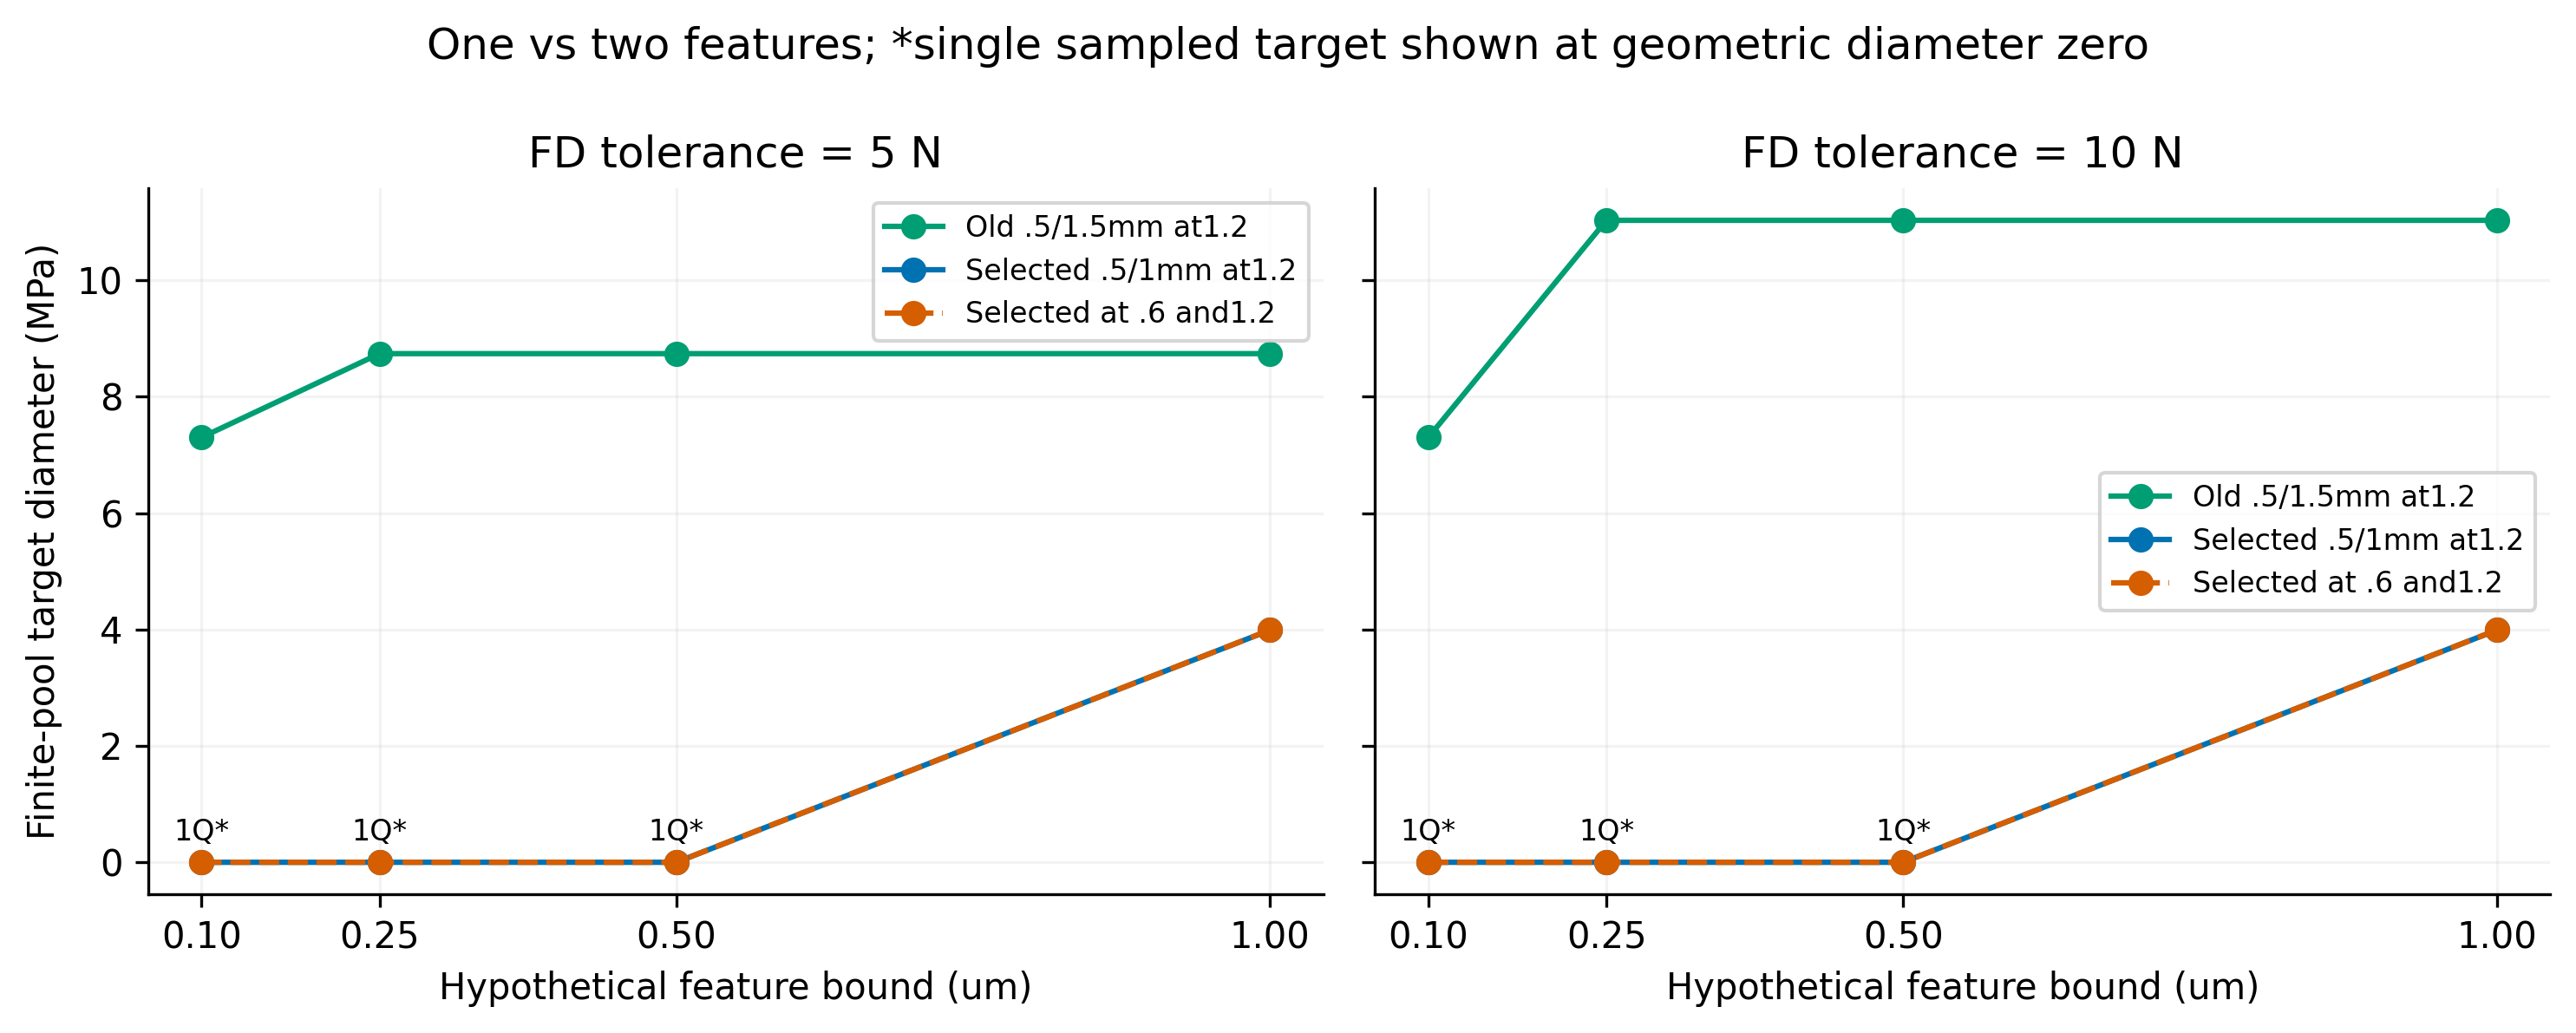 One vs two features; *single sampled target shown at geometric diameter zero
FD tolerance = 5 N
Finite-pool target diameter (MPa)
10
8
6
4
2
0
Old .5/1.5mm at1.2
Selected .5/1mm at1.2
Selected at .6 and1.2
1Q*
1Q*
1Q*
0.10
0.25
0.50
1.00
Hypothetical feature bound (um)
FD tolerance = 10 N
Old .5/1.5mm at1.2
Selected .5/1mm at1.2
Selected at .6 and1.2
1Q*
1Q*
1Q*
0.10
0.25
0.50
1.00
Hypothetical feature bound (um)